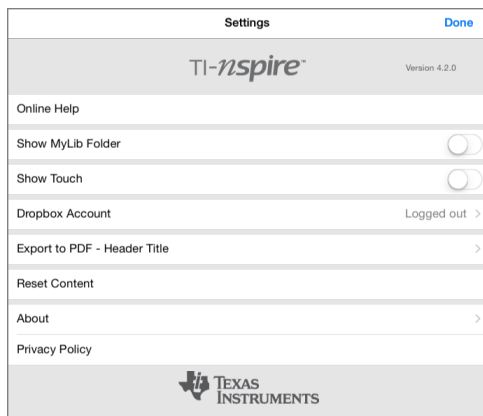 Settings
Done
TI-nspire™
Version 4.2.0
Online Help
Show MyLib Folder
Show Touch
Dropbox Account
Logged out
Export to PDF - Header Title
Reset Content
About
Privacy Policy
TEXAS
INSTRUMENTS